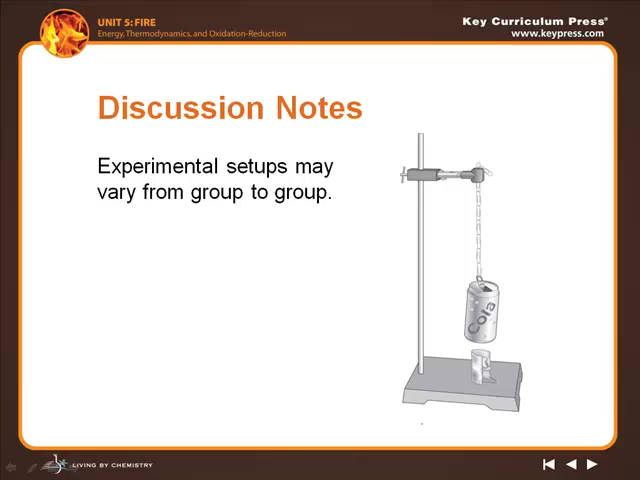 UNIT 5: FIRE
Energy, Thermodynamics, and Oxidation-Reduction
Key Curriculum Press®
www.keypress.com
Discussion Notes
Experimental setups may
vary from group to group.
Cola
LIVING BY CHEMISTRY